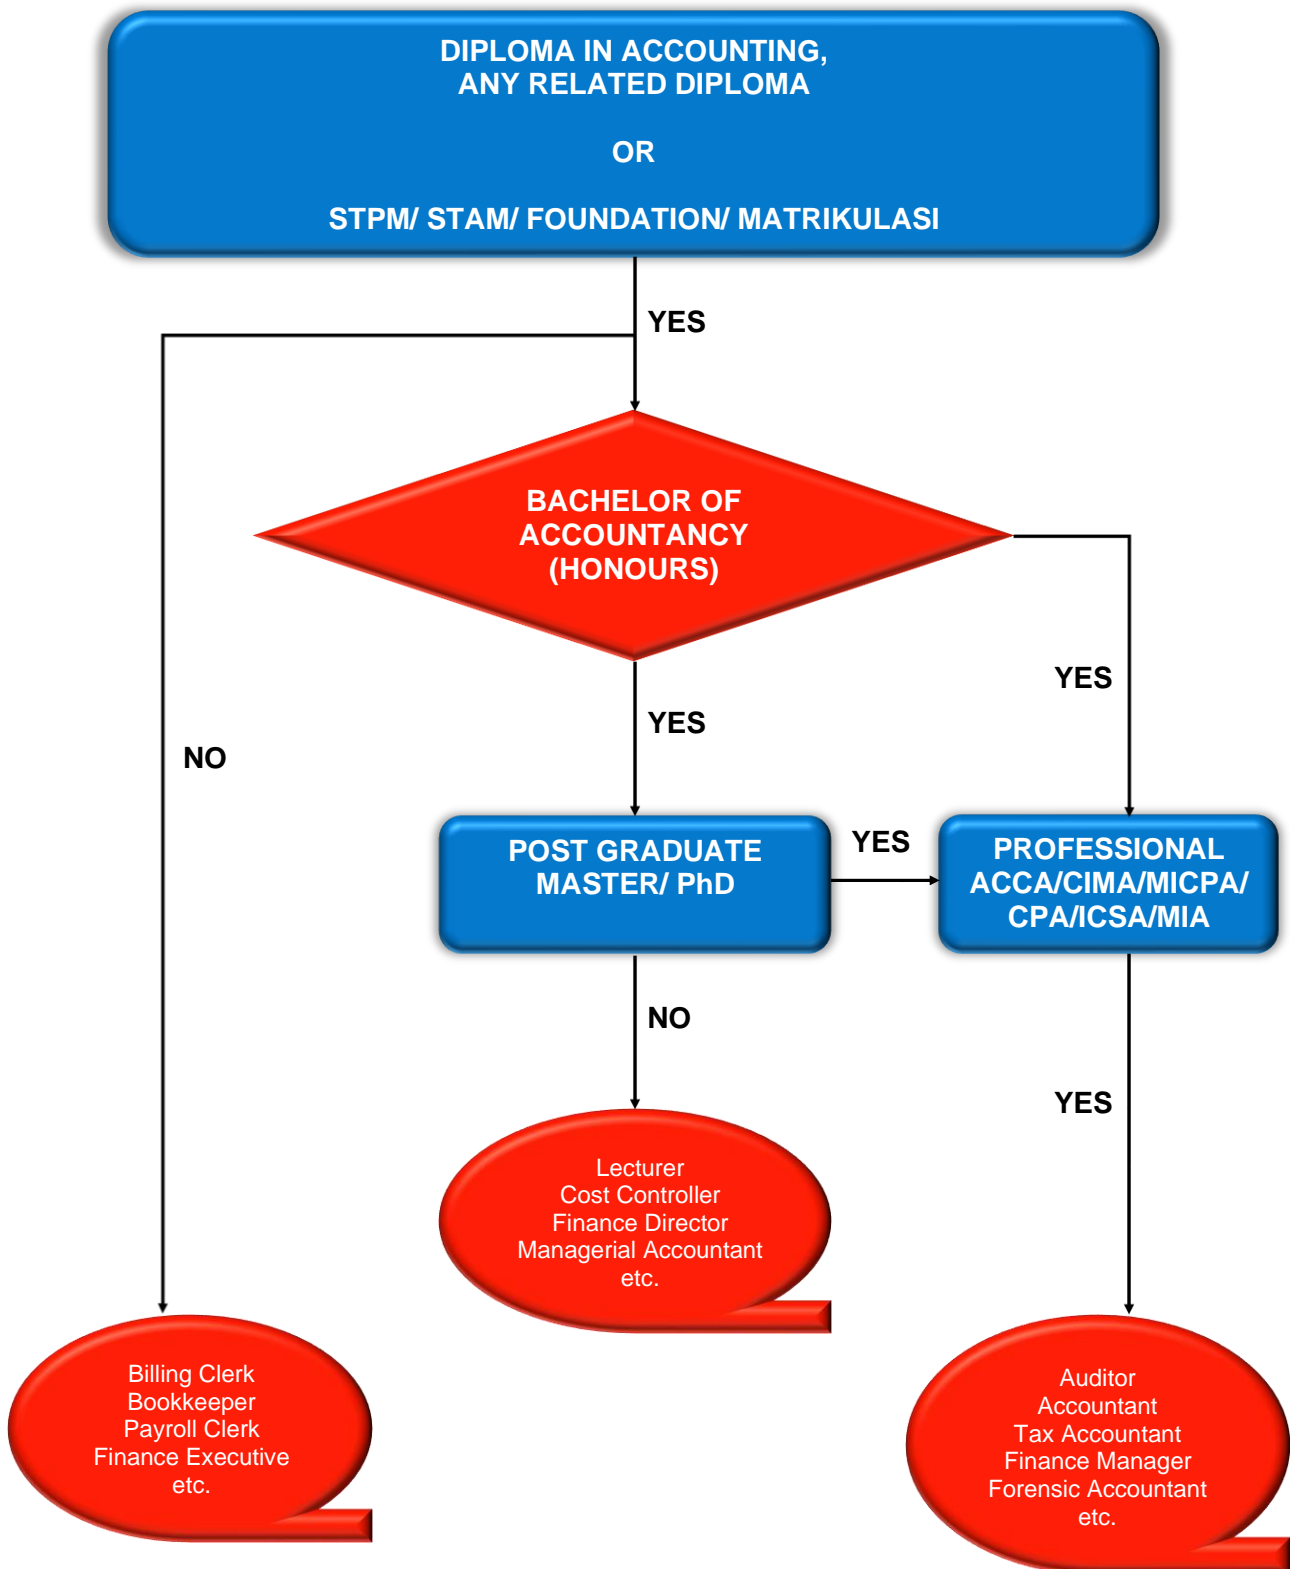 DIPLOMA IN ACCOUNTING,
ANY RELATED DIPLOMA
OR
STPM/ STAM/ FOUNDATION/ MATRIKULASI
YES
BACHELOR OF
ACCOUNTANCY
(HONOURS)
YES
YES
NO
POST GRADUATE
MASTER/ PhD
YES
PROFESSIONAL
ACCA/CIMA/MICPA/
CPA/ICSA/MIA
NO
YES
Lecturer
Cost Controller
Finance Director
Managerial Accountant
etc.
Billing Clerk
Bookkeeper
Payroll Clerk
Finance Executive
etc.
Auditor
Accountant
Tax Accountant
Finance Manager
Forensic Accountant
etc.